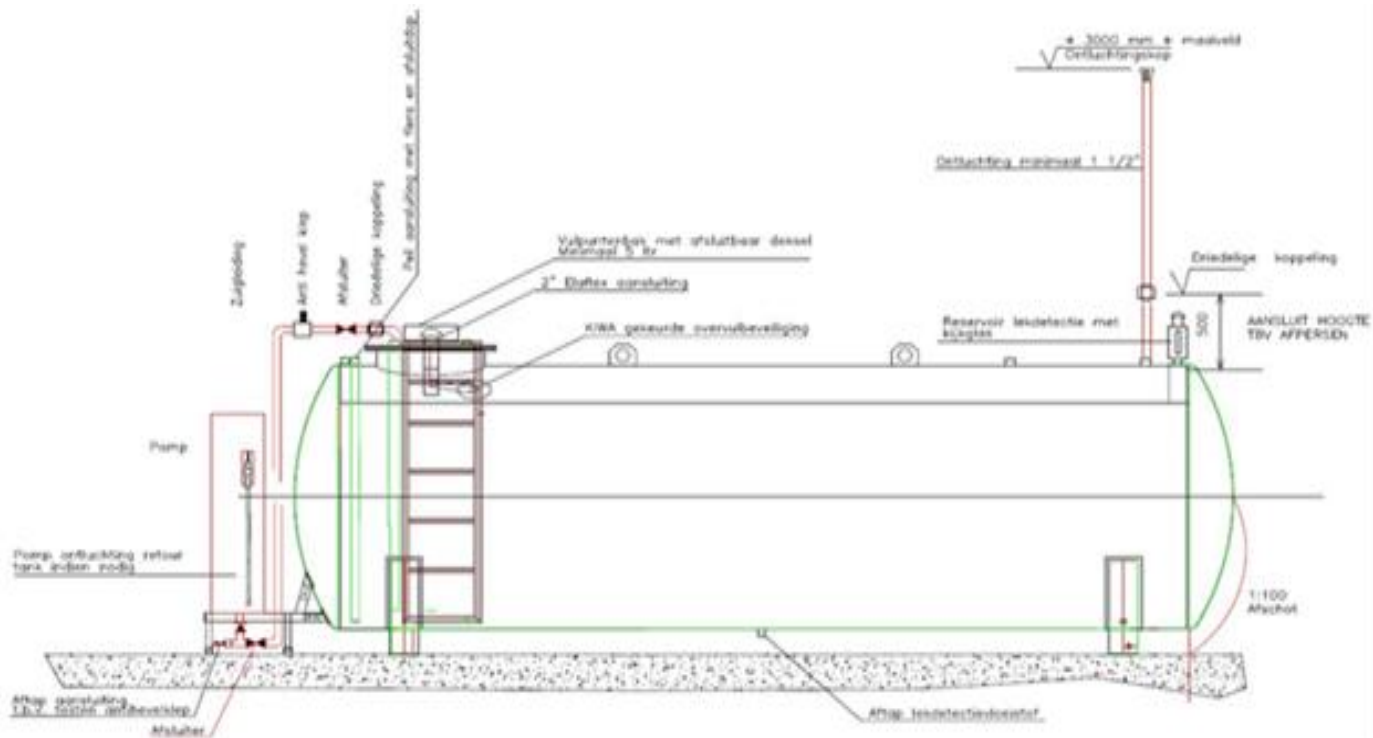 + 3000 mm + maaiveld
Ontluchtingskop
Ontluchting minimaal 1 1/2"
Peil aansluiting met flens en afsluitdop
Driedelige koppeling
Afsluiter
Anti hevel klep
Zuigleiding
Vulpuntenbak met afsluitbaar deksel
Minimaal 5 ltr
2" Elaflex aansluiting
KIWA gekeurde overvulbeveiliging
Driedelige koppeling
Reservoir lekdetectie met
kijkglas
500
AANSLUIT HOOGTE
TBV AFPERSEN
Pomp
Pomp ontluchting retour
tank indien nodig
1:100
Afschot
Aftap aansluiting
t.b.v. testen antihevelklep
Afsluiter
Aftap lekdetectievloeistof